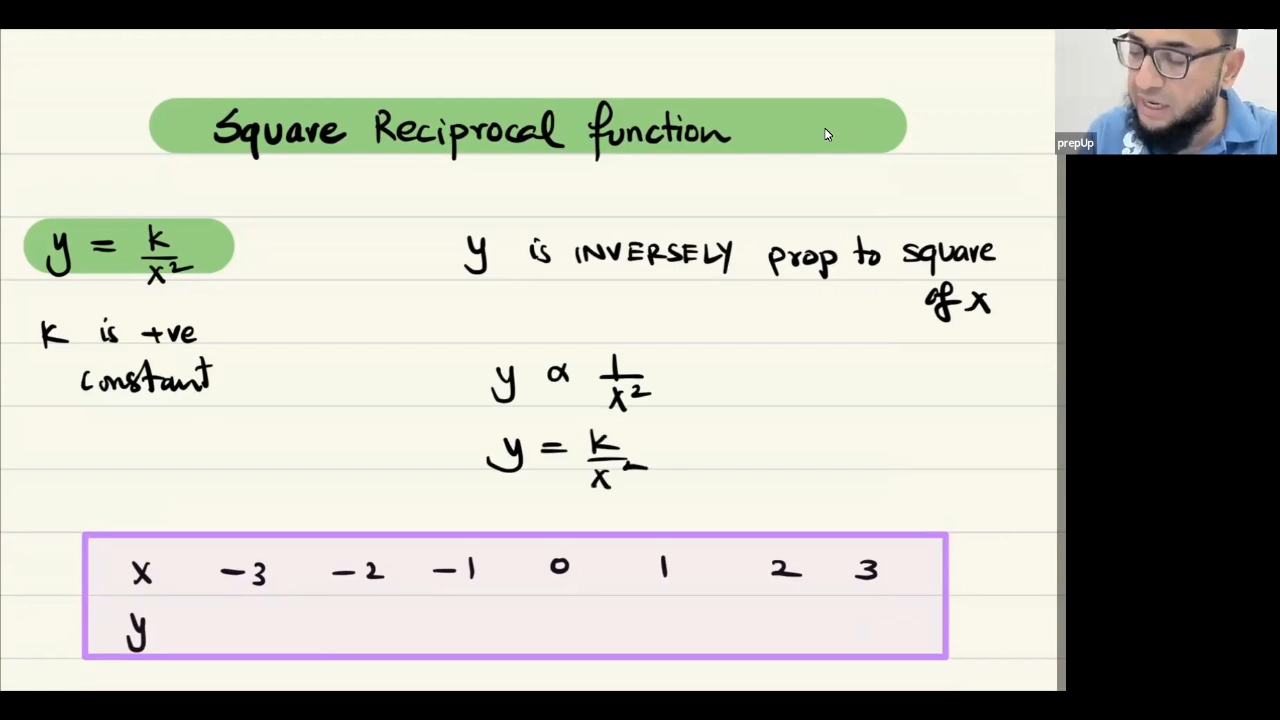 Square Reciprocal function
prepUp
y = k/x²
y is INVERSELY prop to square
of x
k is +ve
constant
y ∝ 1/x²
y = k/x²
x -3 -2 -1 0 1 2 3
y